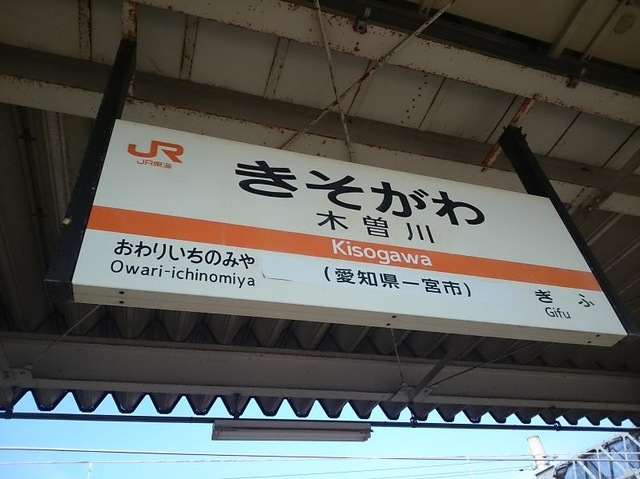 JR
JR東海
きそがわ
木曽川
Kisogawa
おわりいちのみや
Owari-ichinomiya
(愛知県一宮市)
ぎふ
Gifu